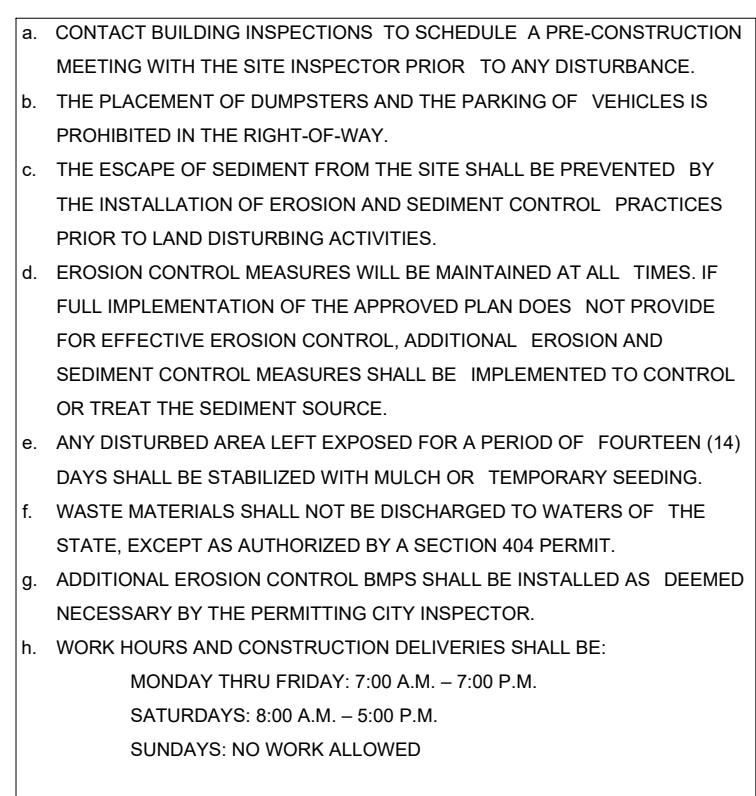 a. CONTACT BUILDING INSPECTIONS TO SCHEDULE A PRE-CONSTRUCTION
MEETING WITH THE SITE INSPECTOR PRIOR TO ANY DISTURBANCE.
b. THE PLACEMENT OF DUMPSTERS AND THE PARKING OF VEHICLES IS
PROHIBITED IN THE RIGHT-OF-WAY.
c. THE ESCAPE OF SEDIMENT FROM THE SITE SHALL BE PREVENTED BY
THE INSTALLATION OF EROSION AND SEDIMENT CONTROL PRACTICES
PRIOR TO LAND DISTURBING ACTIVITIES.
d. EROSION CONTROL MEASURES WILL BE MAINTAINED AT ALL TIMES. IF
FULL IMPLEMENTATION OF THE APPROVED PLAN DOES NOT PROVIDE
FOR EFFECTIVE EROSION CONTROL, ADDITIONAL EROSION AND
SEDIMENT CONTROL MEASURES SHALL BE IMPLEMENTED TO CONTROL
OR TREAT THE SEDIMENT SOURCE.
e. ANY DISTURBED AREA LEFT EXPOSED FOR A PERIOD OF FOURTEEN (14)
DAYS SHALL BE STABILIZED WITH MULCH OR TEMPORARY SEEDING.
f. WASTE MATERIALS SHALL NOT BE DISCHARGED TO WATERS OF THE
STATE, EXCEPT AS AUTHORIZED BY A SECTION 404 PERMIT.
g. ADDITIONAL EROSION CONTROL BMPS SHALL BE INSTALLED AS DEEMED
NECESSARY BY THE PERMITTING CITY INSPECTOR.
h. WORK HOURS AND CONSTRUCTION DELIVERIES SHALL BE:
MONDAY THRU FRIDAY: 7:00 A.M. – 7:00 P.M.
SATURDAYS: 8:00 A.M. – 5:00 P.M.
SUNDAYS: NO WORK ALLOWED